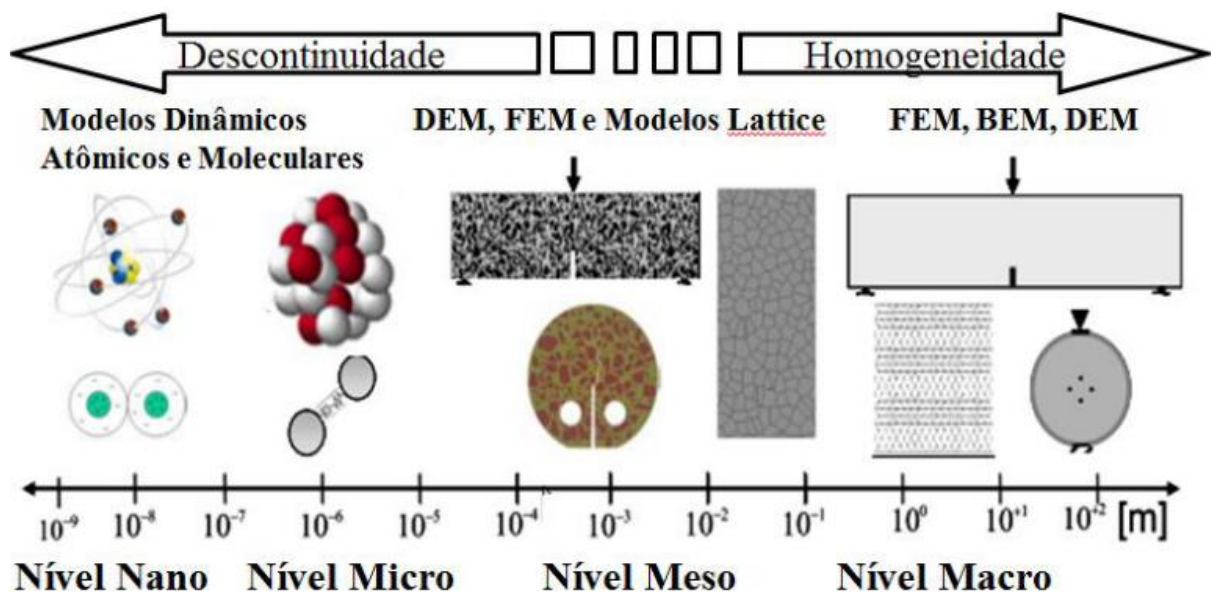 Descontinuidade Homogeneidade
Modelos Dinâmicos
Atômicos e Moleculares
DEM, FEM e Modelos Lattice
FEM, BEM, DEM
10⁻⁹ 10⁻⁸ 10⁻⁷ 10⁻⁶ 10⁻⁵ 10⁻⁴ 10⁻³ 10⁻² 10⁻¹ 10⁰ 10⁺¹ 10⁺² [m]
Nível Nano Nível Micro Nível Meso Nível Macro